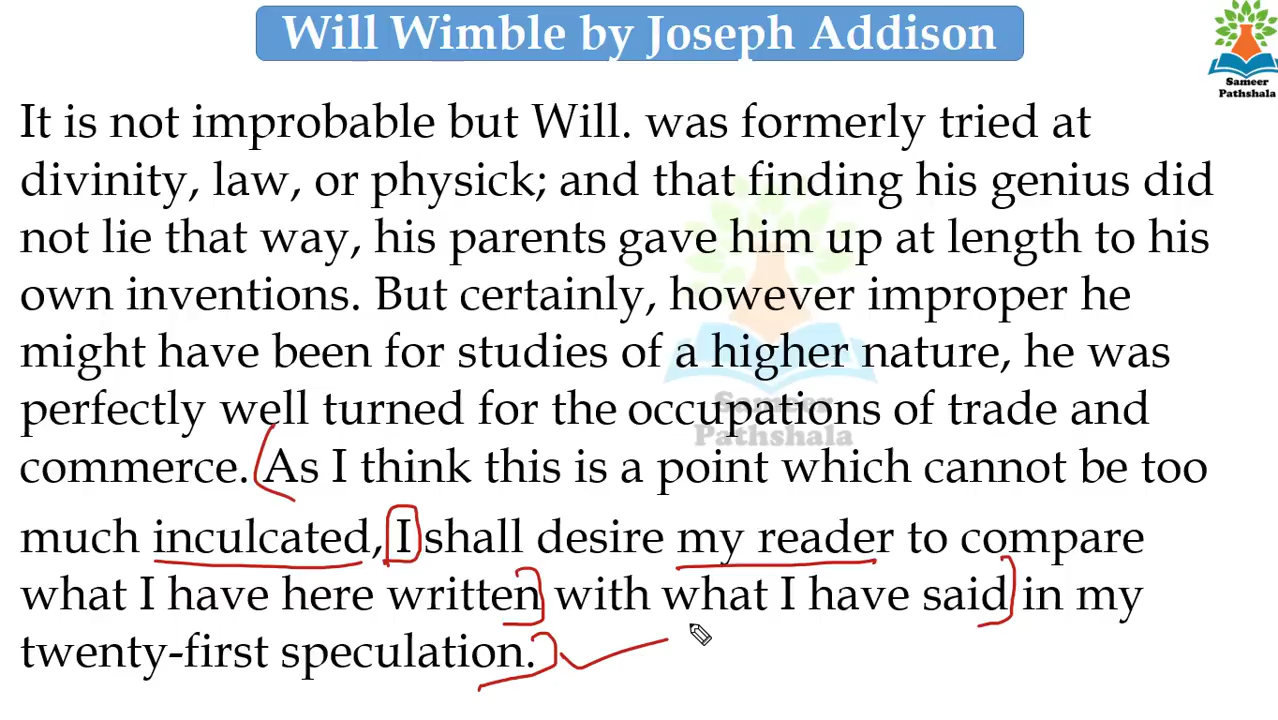 Will Wimble by Joseph Addison
Sameer
Pathshala
It is not improbable but Will. was formerly tried at
divinity, law, or physick; and that finding his genius did
not lie that way, his parents gave him up at length to his
own inventions. But certainly, however improper he
might have been for studies of a higher nature, he was
perfectly well turned for the occupations of trade and
commerce. As I think this is a point which cannot be too
much inculcated, I shall desire my reader to compare
what I have here written with what I have said in my
twenty-first speculation.
Sameer
Pathshala